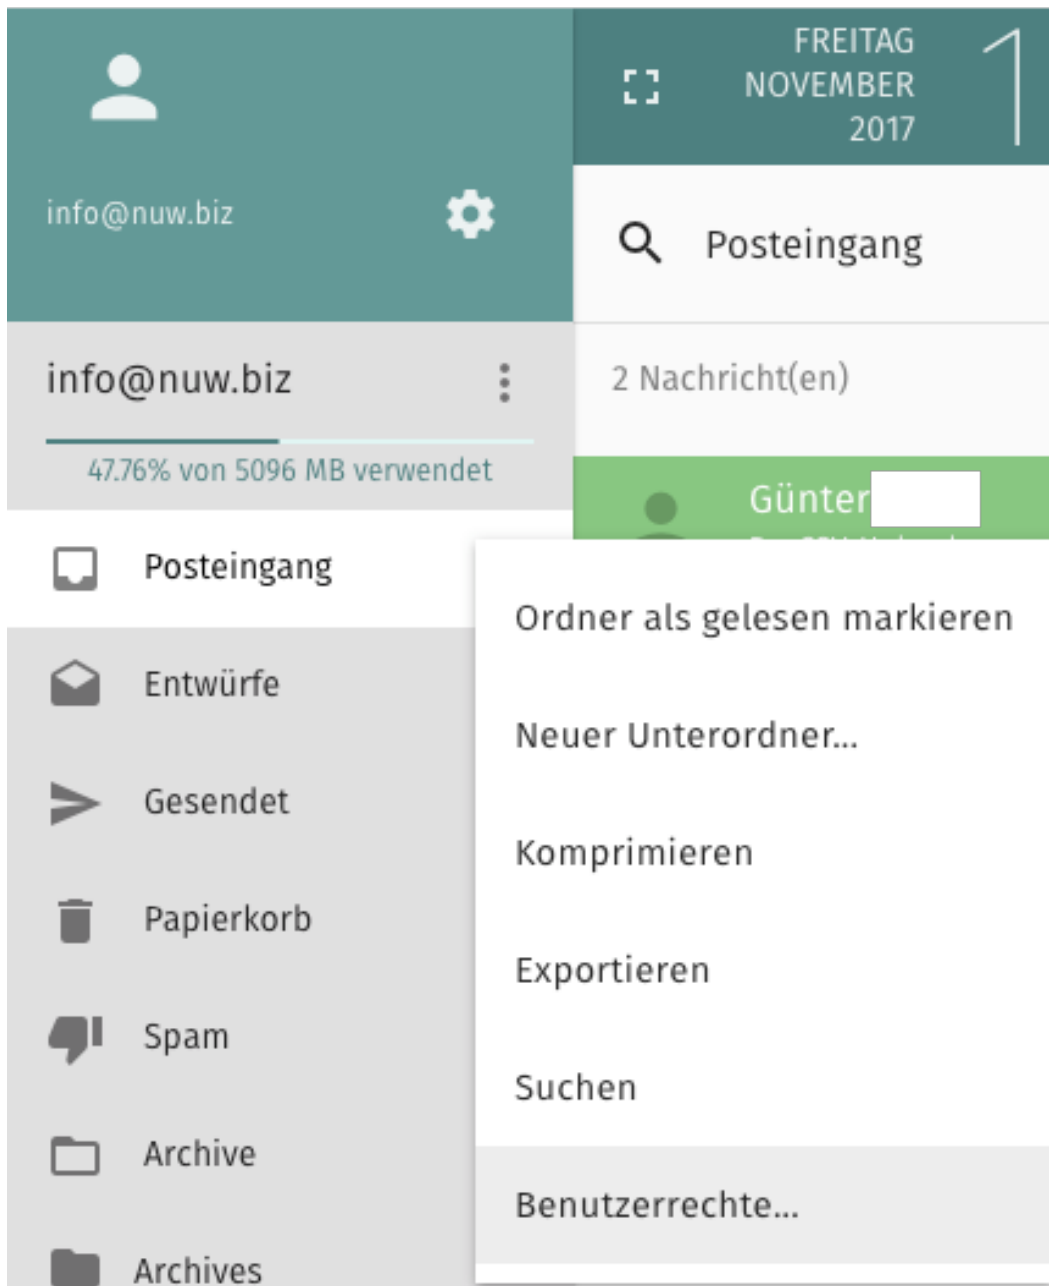 info@nuw.biz
FREITAG
NOVEMBER
2017
1
Posteingang
info@nuw.biz
47.76% von 5096 MB verwendet
2 Nachricht(en)
Günter
Posteingang
Entwürfe
Gesendet
Papierkorb
Spam
Archive
Archives
Ordner als gelesen markieren
Neuer Unterordner...
Komprimieren
Exportieren
Suchen
Benutzerrechte...